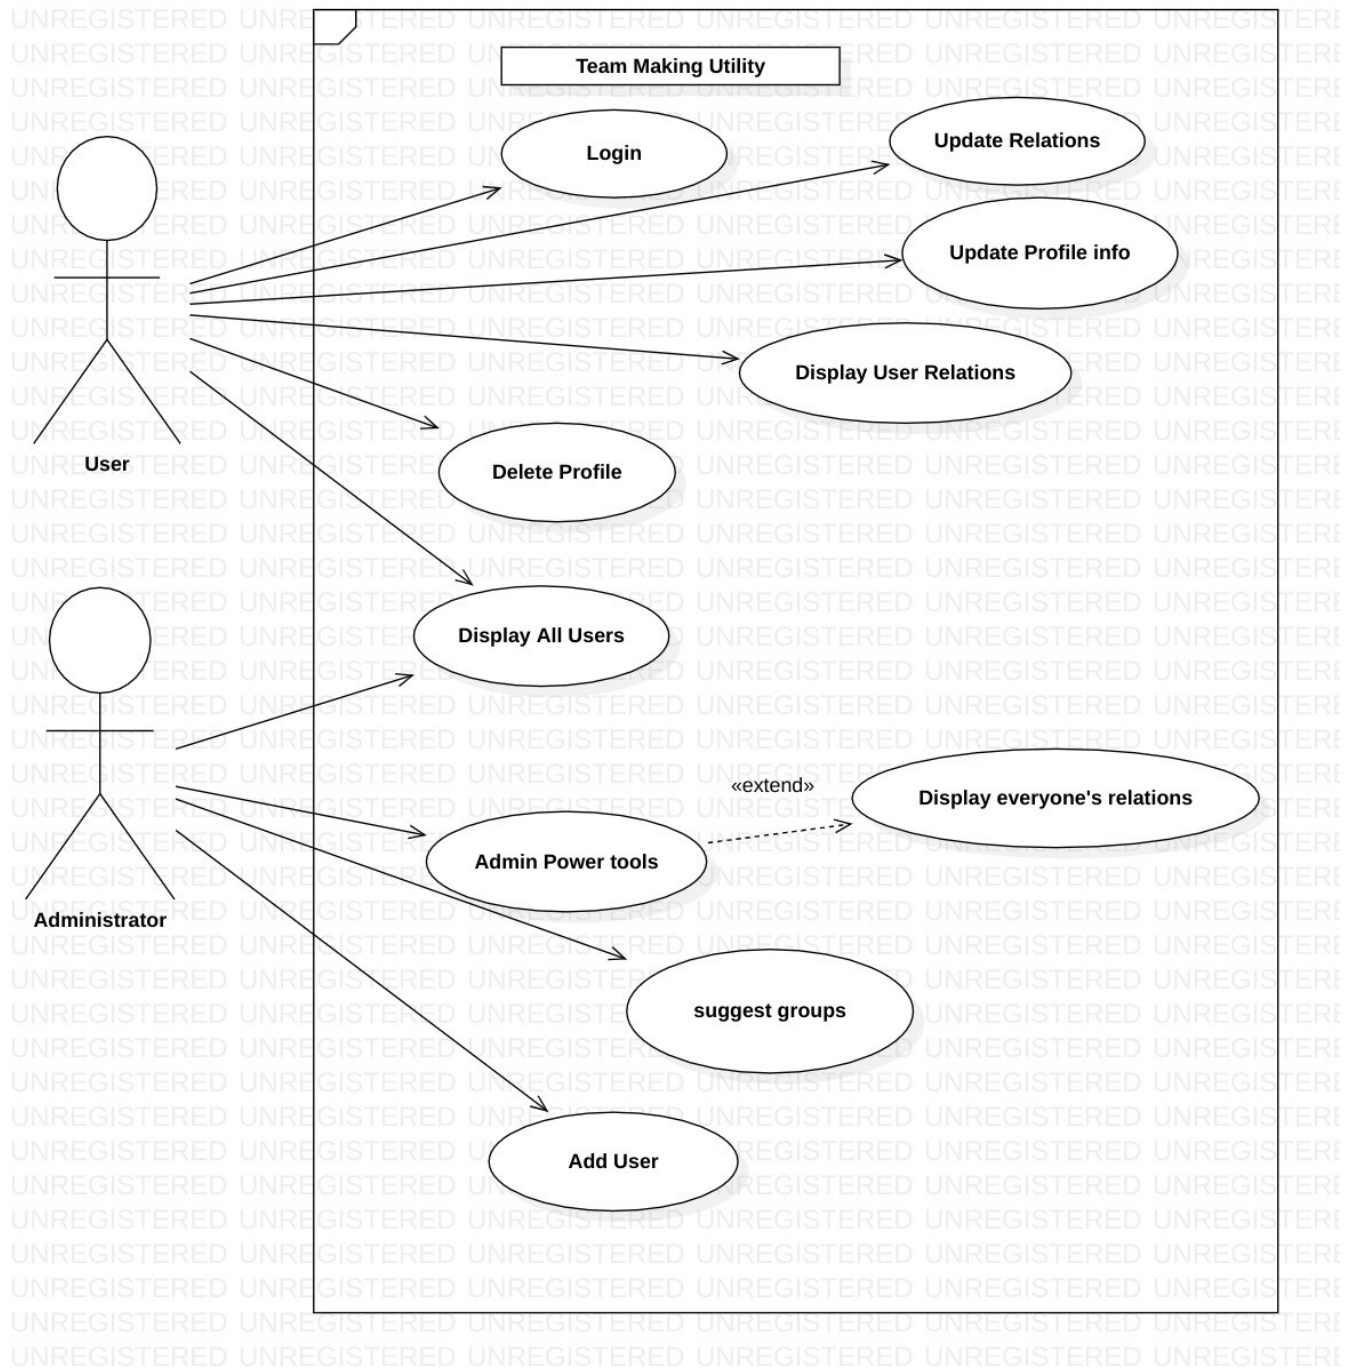 Team Making Utility
Login
Update Relations
Update Profile info
Display User Relations
User
Delete Profile
Display All Users
«extend»
Display everyone's relations
Admin Power tools
Administrator
suggest groups
Add User
UNREGISTERED